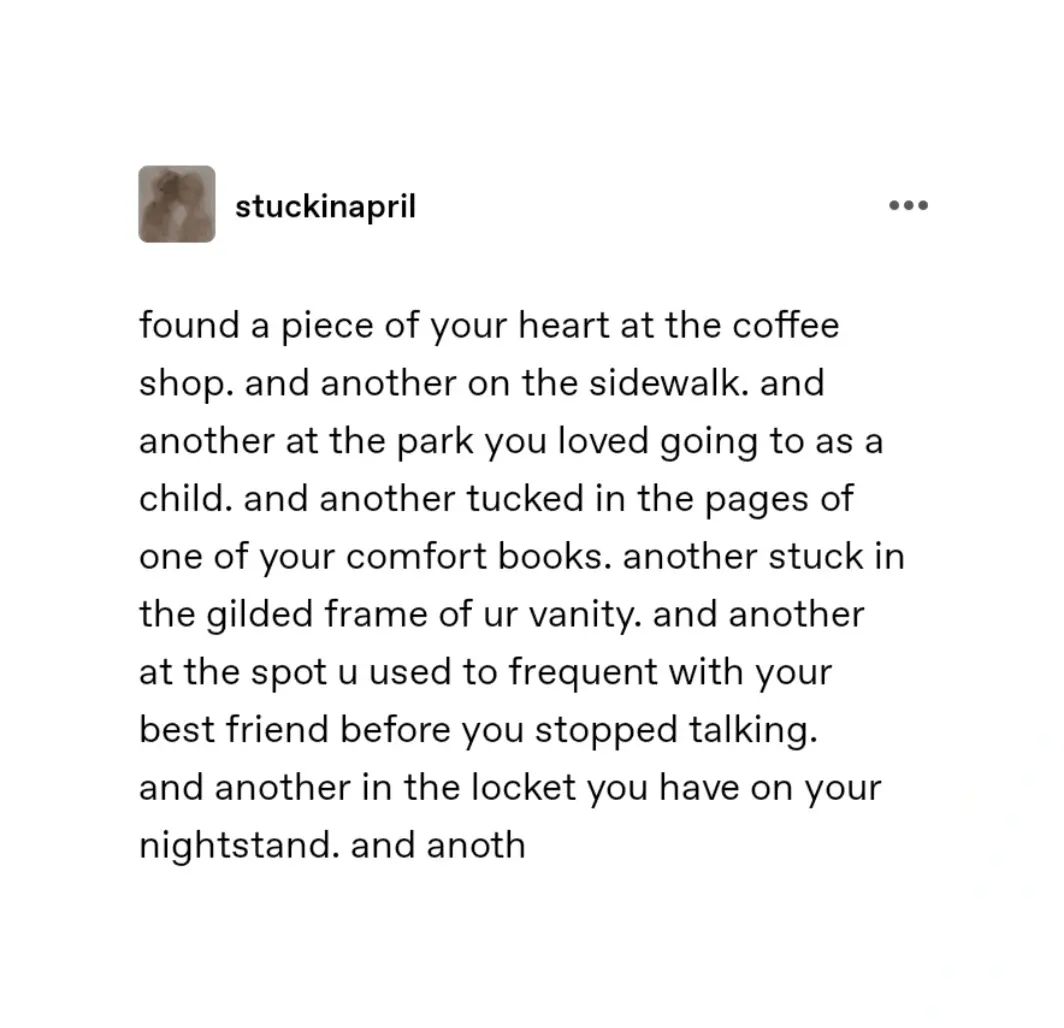 stuckinapril
found a piece of your heart at the coffee
shop. and another on the sidewalk. and
another at the park you loved going to as a
child. and another tucked in the pages of
one of your comfort books. another stuck in
the gilded frame of ur vanity. and another
at the spot u used to frequent with your
best friend before you stopped talking.
and another in the locket you have on your
nightstand. and anoth